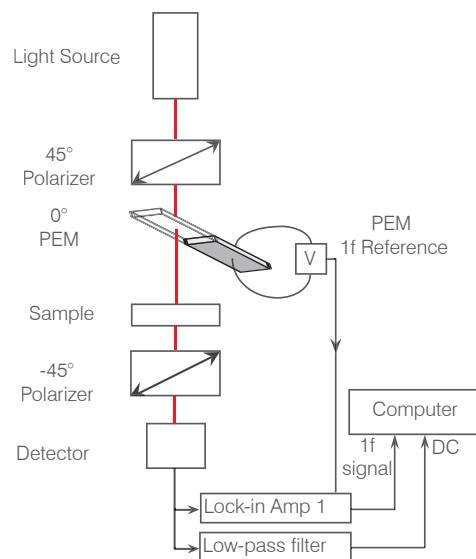 Light Source
45°
Polarizer
0°
PEM
PEM
1f Reference
V
Sample
-45°
Polarizer
Computer
Detector
1f
signal
DC
Lock-in Amp 1
Low-pass filter